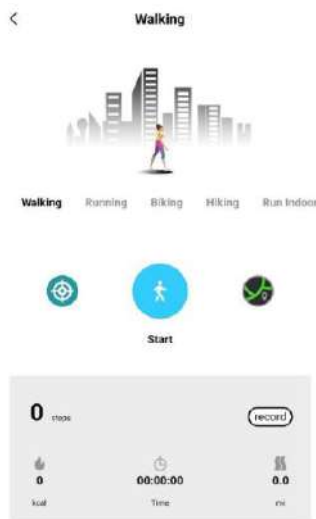 Walking
Walking Running Biking Hiking Run Indoor
Start
0 steps record
0 00:00:00 0.0
kcal Time mi